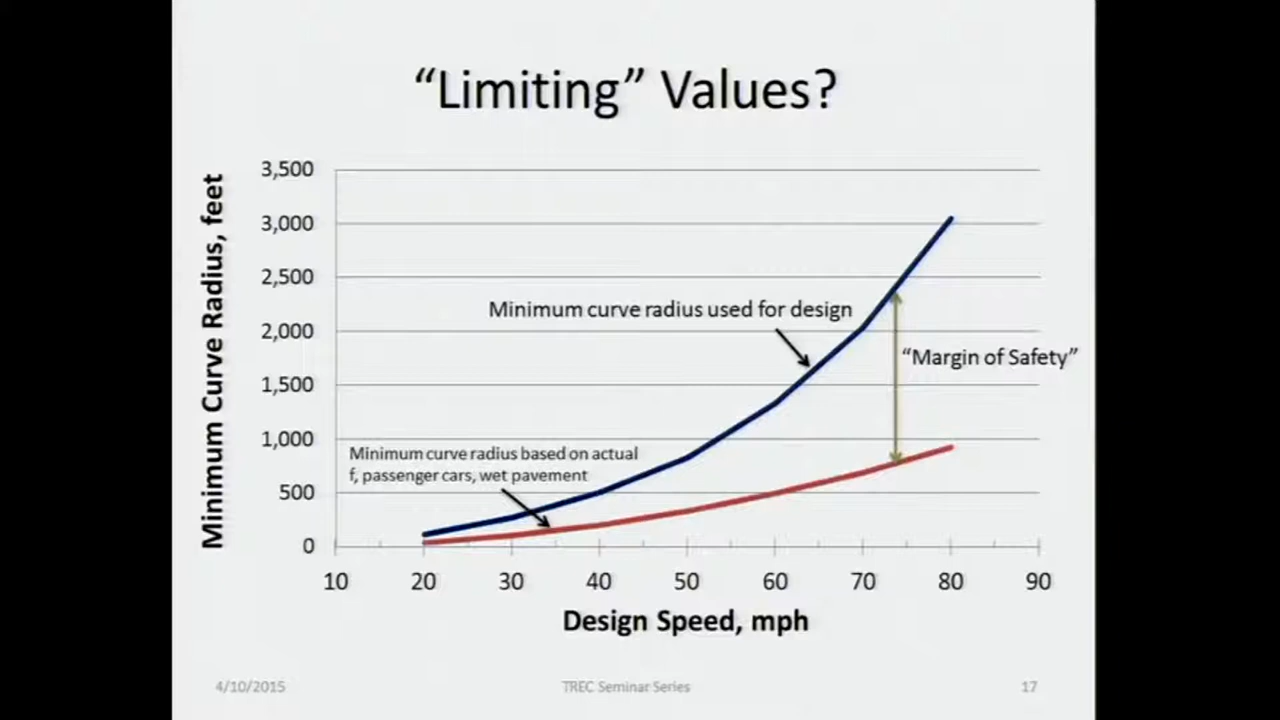 “Limiting” Values?
3,500
3,000
2,500
2,000
1,500
1,000
500
0
Minimum Curve Radius, feet
Minimum curve radius used for design
“Margin of Safety”
Minimum curve radius based on actual
f, passenger cars, wet pavement
10 20 30 40 50 60 70 80 90
Design Speed, mph
4/10/2015 TREC Seminar Series 17